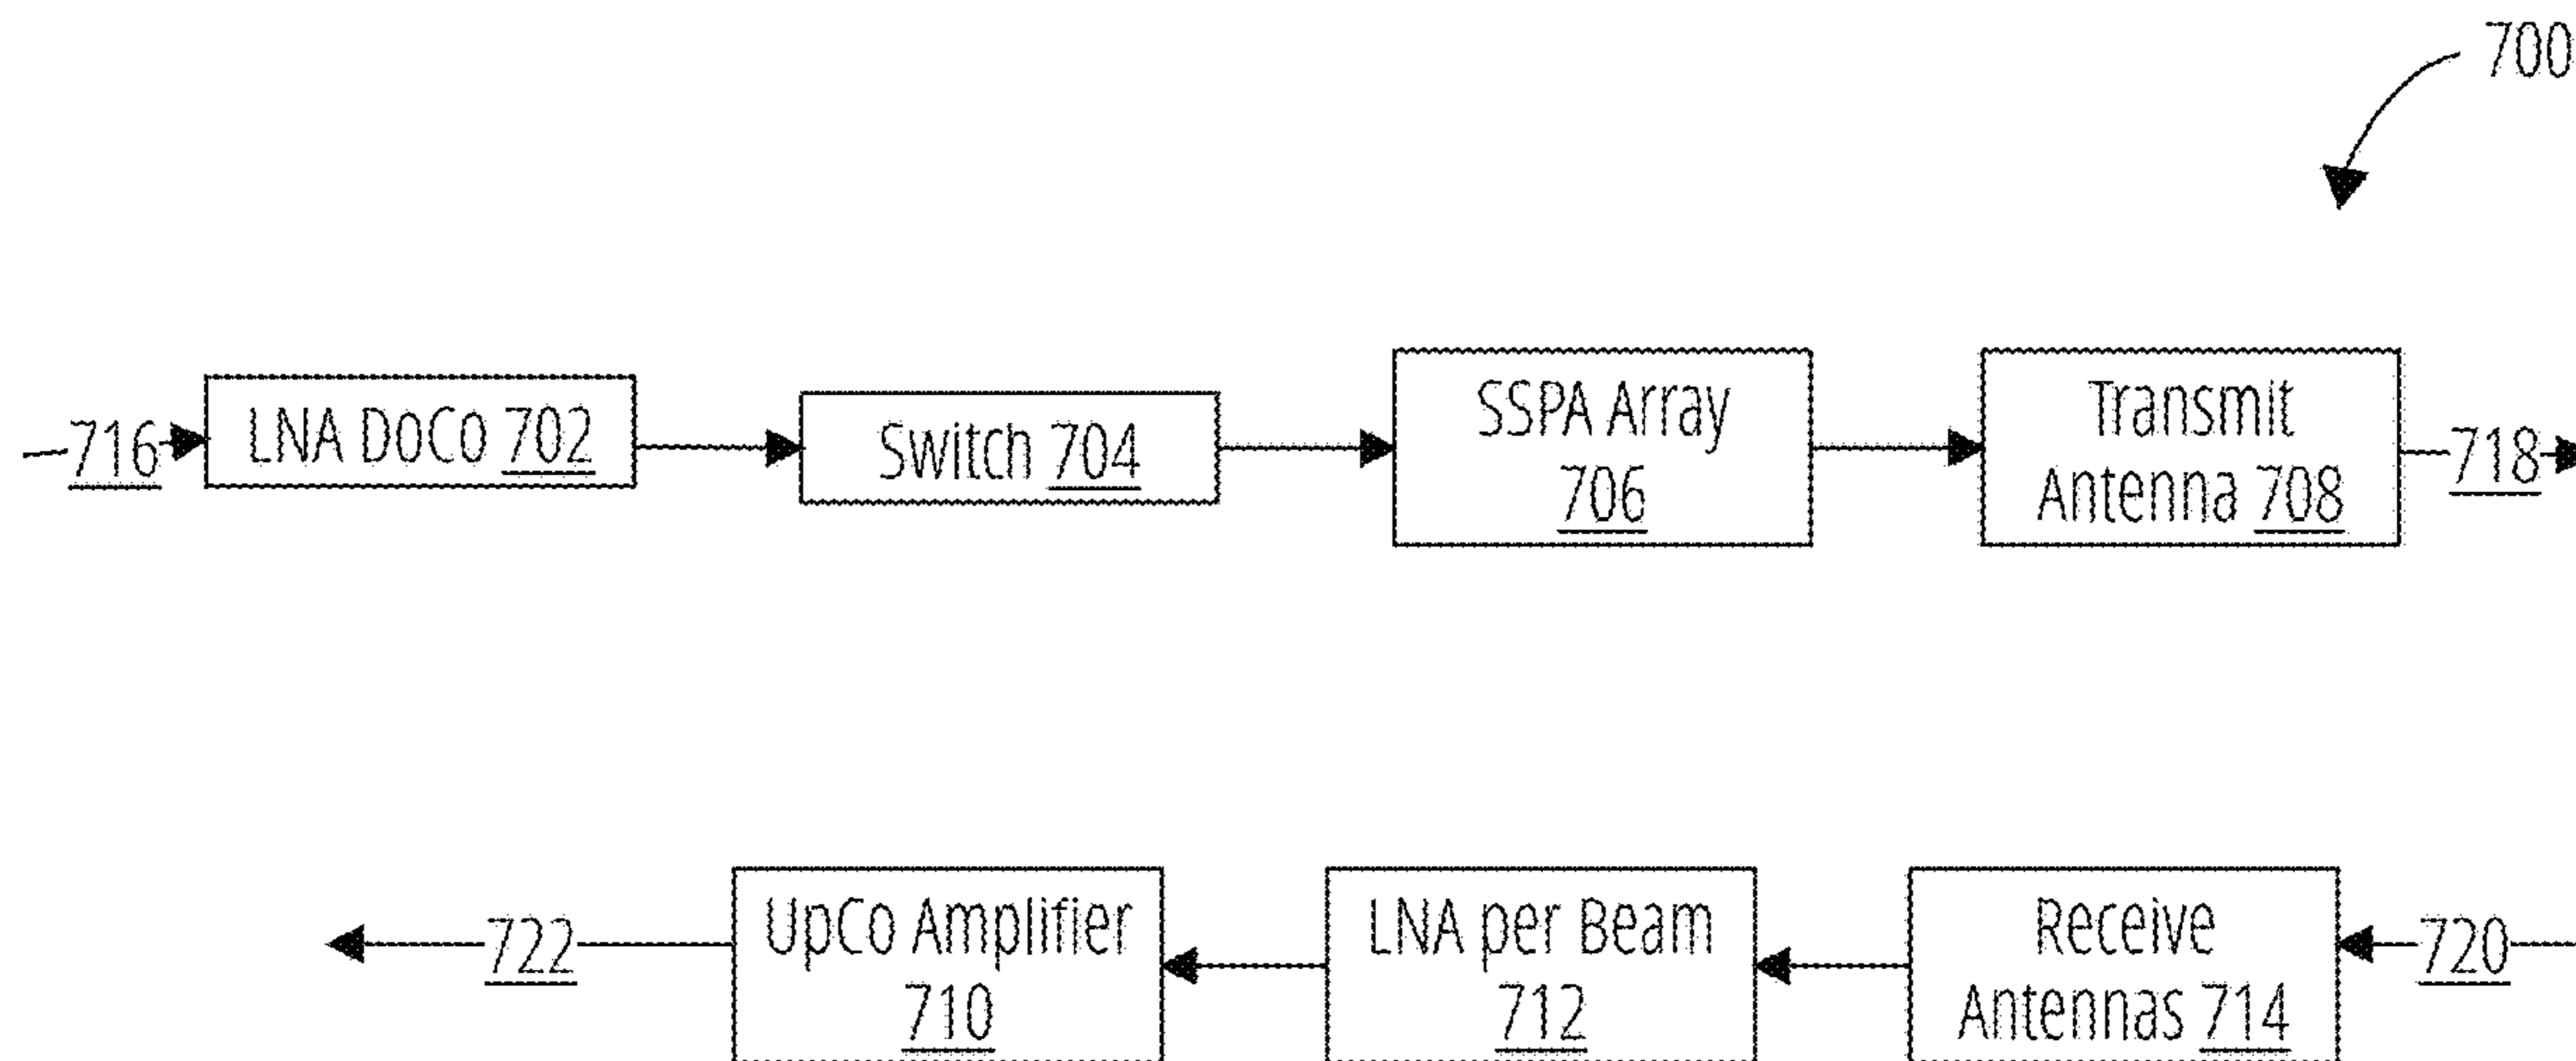 700
716
LNA DoCo 702
Switch 704
SSPA Array
706
Transmit
Antenna 708
718
722
UpCo Amplifier
710
LNA per Beam
712
Receive
Antennas 714
720